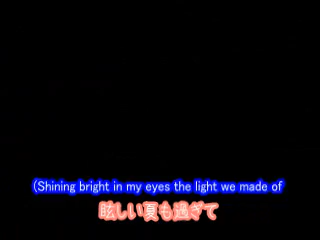 (Shining bright in my eyes the light we made of
眩しい夏も過ぎて